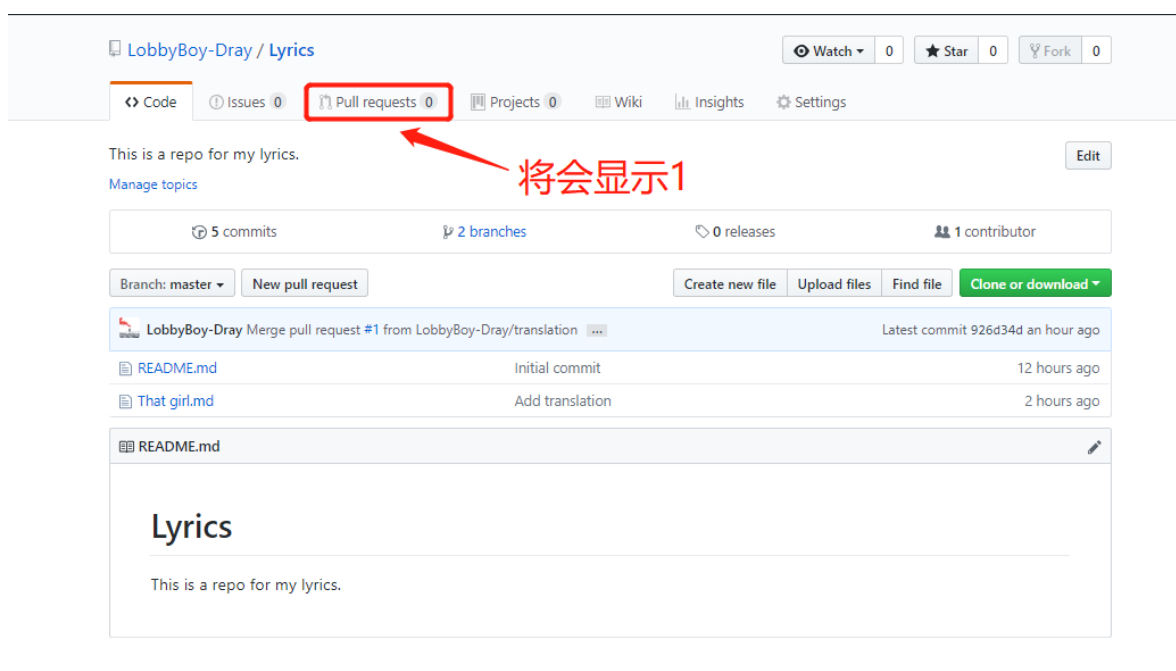 LobbyBoy-Dray / Lyrics Watch 0 Star 0 Fork 0
Code Issues 0 Pull requests 0 Projects 0 Wiki Insights Settings
This is a repo for my lyrics. Edit
将会显示1
Manage topics
5 commits 2 branches 0 releases 1 contributor
Branch: master New pull request Create new file Upload files Find file Clone or download
LobbyBoy-Dray Merge pull request #1 from LobbyBoy-Dray/translation ... Latest commit 926d34d an hour ago
README.md Initial commit 12 hours ago
That girl.md Add translation 2 hours ago
README.md
Lyrics
This is a repo for my lyrics.